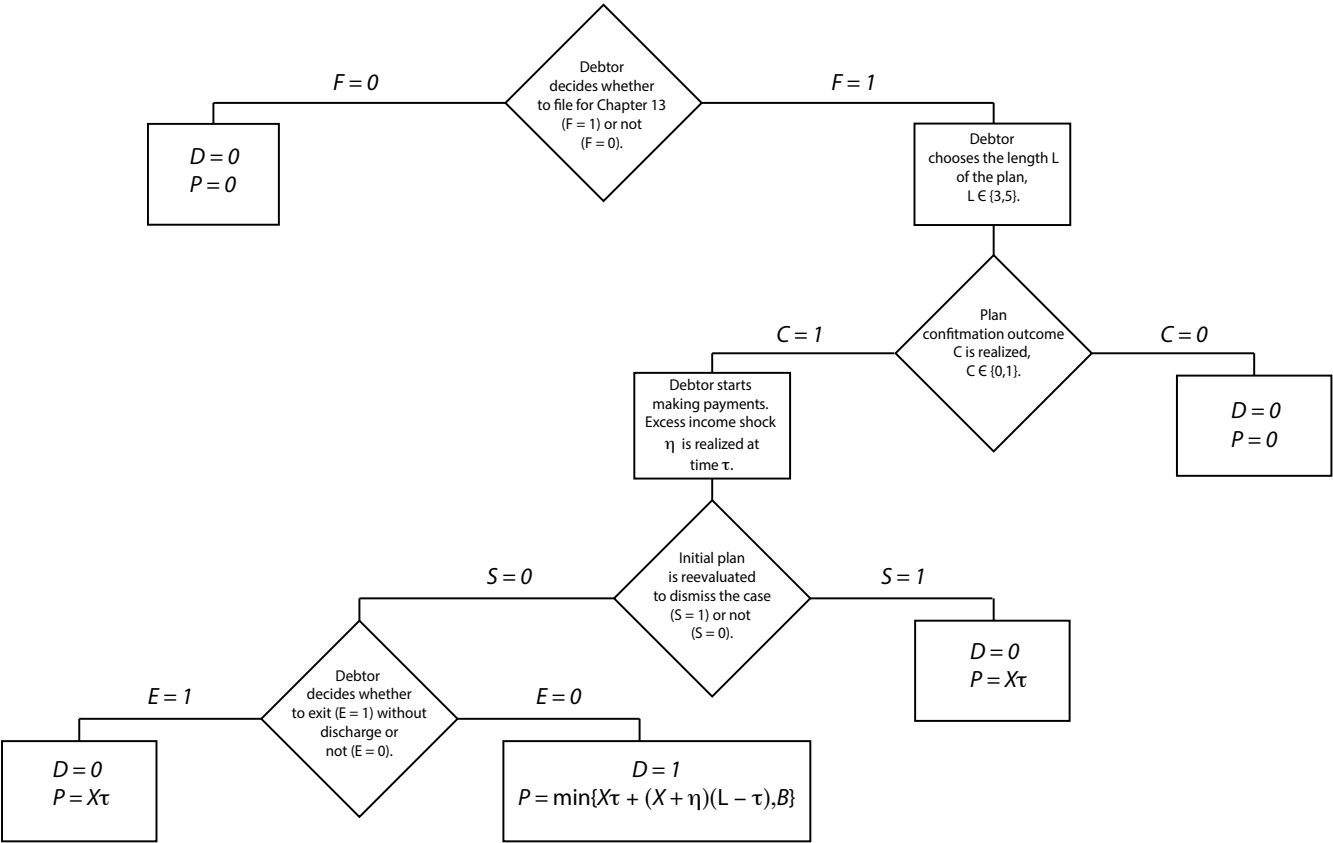 Debtor
decides whether
to file for Chapter 13
(F = 1) or not
(F = 0).
F = 0
F = 1
D = 0
P = 0
Debtor
chooses the length L
of the plan,
L ∈ {3,5}.
Plan
confitmation outcome
C is realized,
C ∈ {0,1}.
C = 1
C = 0
Debtor starts
making payments.
Excess income shock
η is realized at
time τ.
D = 0
P = 0
Initial plan
is reevaluated
to dismiss the case
(S = 1) or not
(S = 0).
S = 0
S = 1
D = 0
P = Xτ
Debtor
decides whether
to exit (E = 1) without
discharge or
not (E = 0).
E = 1
E = 0
D = 0
P = Xτ
D = 1
P = min{Xτ + (X + η)(L − τ),B}